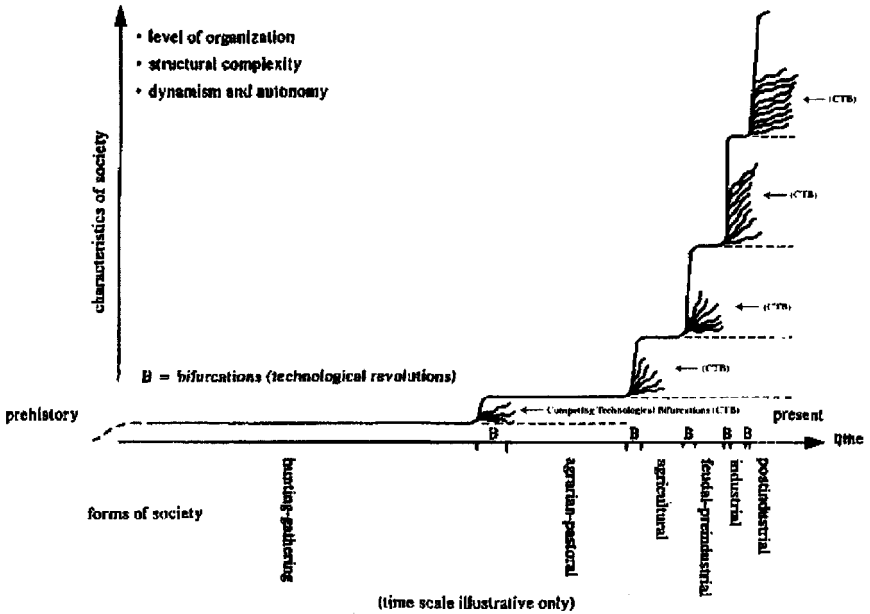 • level of organization
• structural complexity
• dynamism and autonomy
characteristics of society
← (CTB)
← (CTB)
← (CTB)
← (CTB)
B = bifurcations (technological revolutions)
← Competing Technological Bifurcations (CTB)
prehistory
present
B
B
B
B
B
time
forms of society
hunting-gathering
agrarian-pastoral
agricultural
feudal-preindustrial
industrial
postindustrial
(time scale illustrative only)